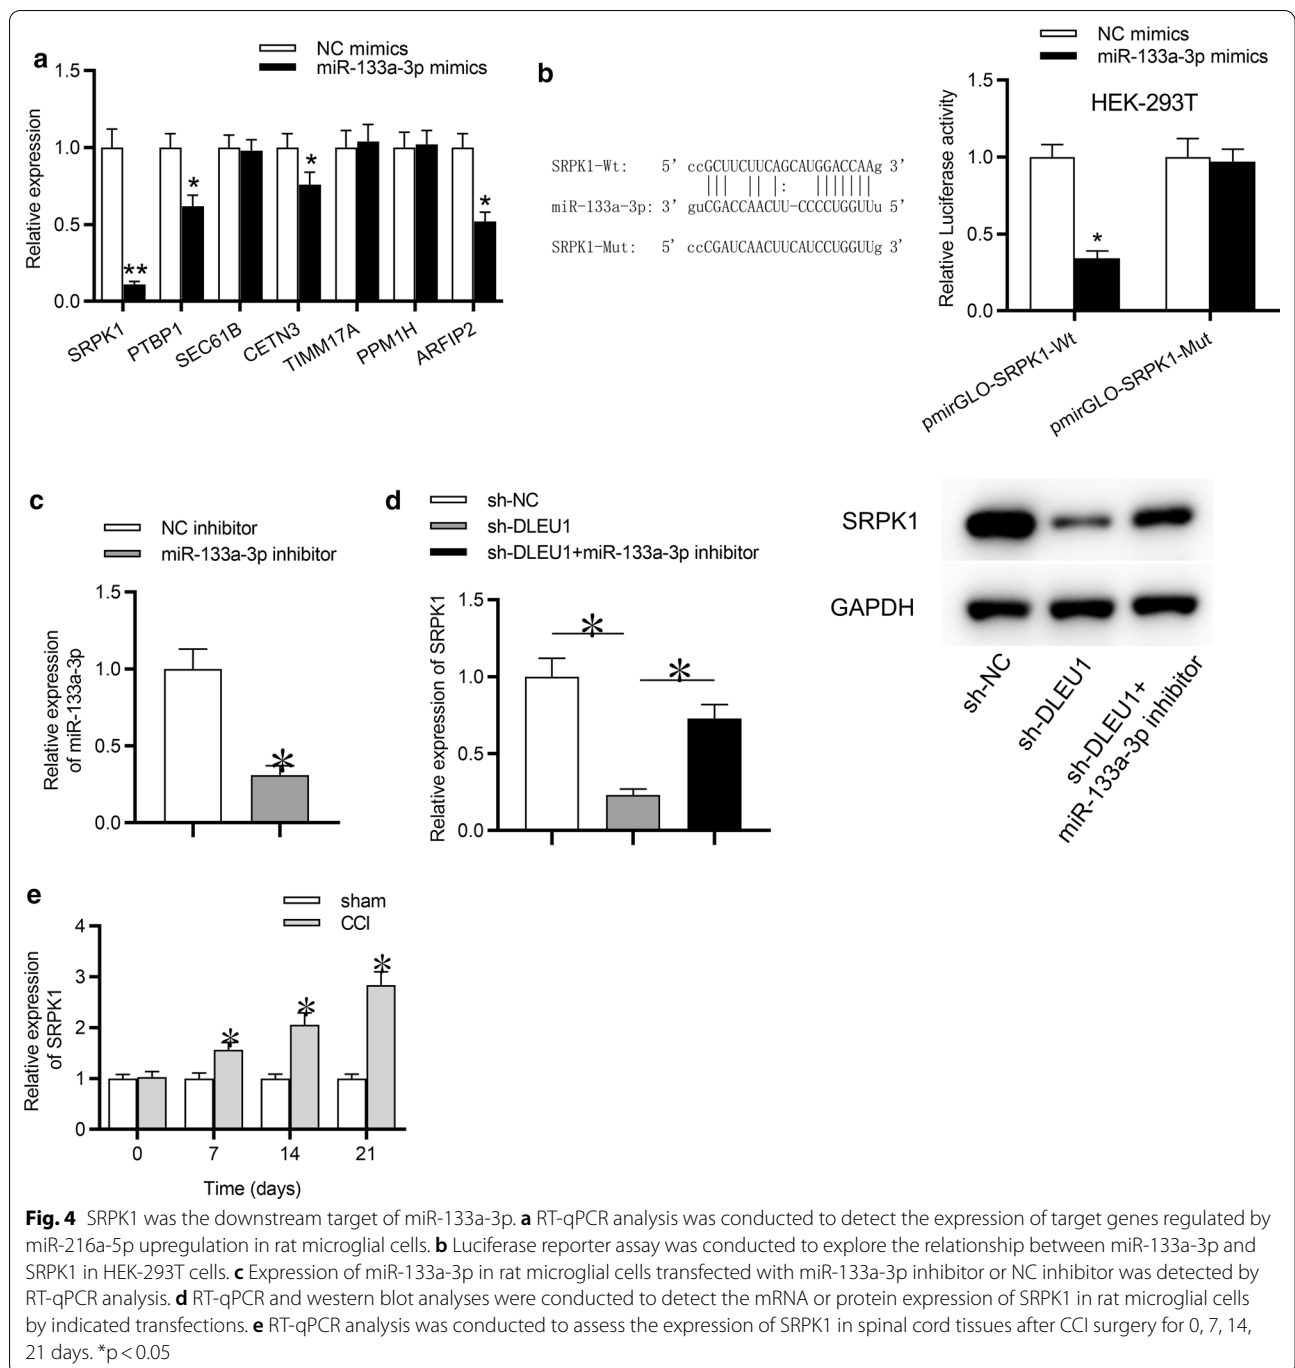 a
NC mimics
miR-133a-3p mimics
Relative expression
1.5
1.0
0.5
0.0
** * * *
SRPK1 PTBP1 SEC61B CETN3 TIMM17A PPM1H ARFIP2
b
SRPK1-Wt: 5' ccGCUUCUUCAGCAUGGACCAAg 3'
||| || |: |||||||
miR-133a-3p: 3' guCGACCAACUU-CCCCUGGUUu 5'
SRPK1-Mut: 5' ccCGAUCAACUUCAUCCUGGUUg 3'
NC mimics
miR-133a-3p mimics
HEK-293T
Relative Luciferase activity
1.5
1.0
0.5
0.0
*
pmirGLO-SRPK1-Wt
pmirGLO-SRPK1-Mut
c
NC inhibitor
miR-133a-3p inhibitor
Relative expression
of miR-133a-3p
1.5
1.0
0.5
0.0
*
d
sh-NC
sh-DLEU1
sh-DLEU1+miR-133a-3p inhibitor
Relative expression of SRPK1
1.5
1.0
0.5
0.0
* *
SRPK1
GAPDH
sh-NC
sh-DLEU1
sh-DLEU1+
miR-133a-3p inhibitor
e
sham
CCI
Relative expression
of SRPK1
4
3
2
1
0
* * *
0 7 14 21
Time (days)
Fig. 4 SRPK1 was the downstream target of miR-133a-3p. a RT-qPCR analysis was conducted to detect the expression of target genes regulated by
miR-216a-5p upregulation in rat microglial cells. b Luciferase reporter assay was conducted to explore the relationship between miR-133a-3p and
SRPK1 in HEK-293T cells. c Expression of miR-133a-3p in rat microglial cells transfected with miR-133a-3p inhibitor or NC inhibitor was detected by
RT-qPCR analysis. d RT-qPCR and western blot analyses were conducted to detect the mRNA or protein expression of SRPK1 in rat microglial cells
by indicated transfections. e RT-qPCR analysis was conducted to assess the expression of SRPK1 in spinal cord tissues after CCI surgery for 0, 7, 14,
21 days. *p < 0.05